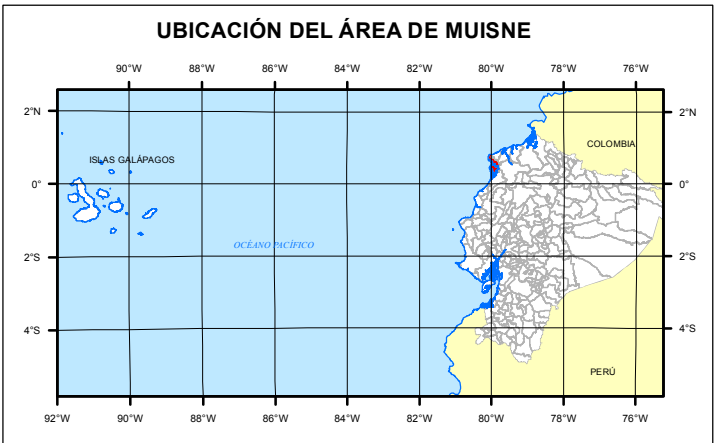 UBICACIÓN DEL ÁREA DE MUISNE
90°W 88°W 86°W 84°W 82°W 80°W 78°W 76°W
2°N 2°N
COLOMBIA
ISLAS GALÁPAGOS
0° 0°
OCÉANO PACÍFICO
2°S 2°S
4°S 4°S
PERÚ
92°W 90°W 88°W 86°W 84°W 82°W 80°W 78°W 76°W